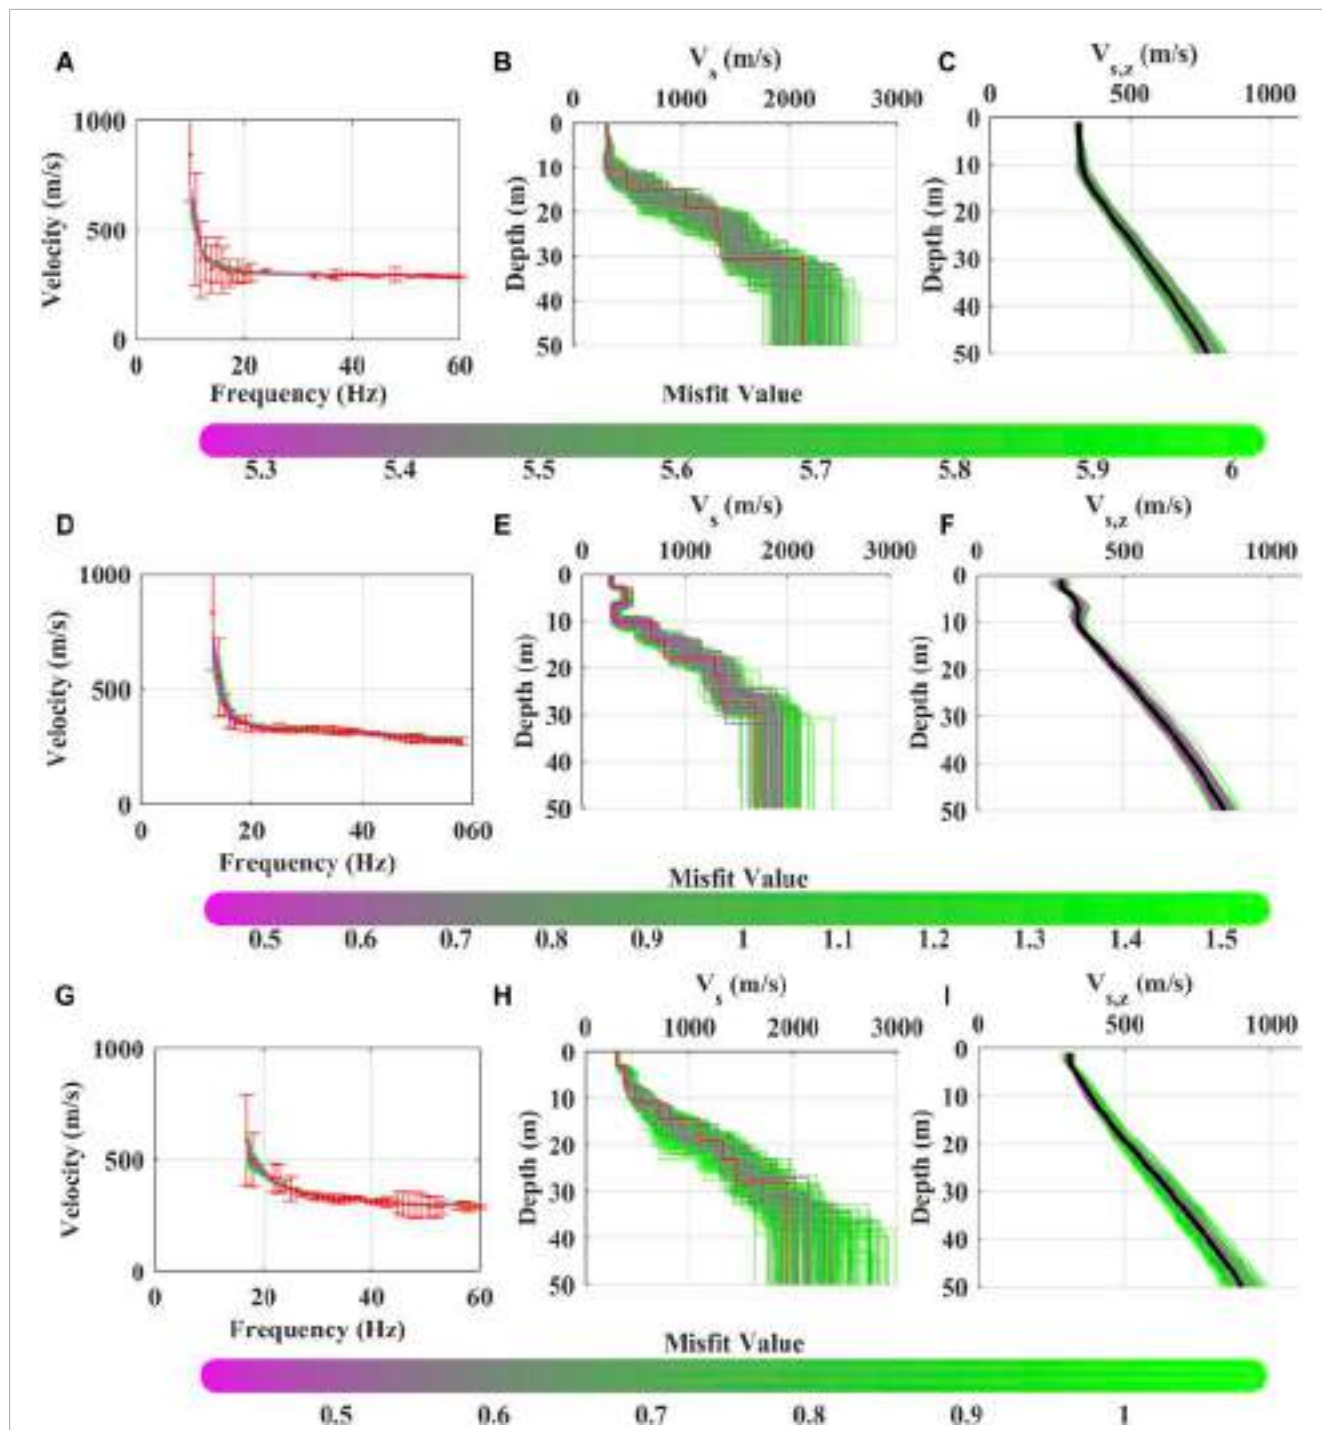 A
B
C
V_s (m/s)
V_s,z (m/s)
0 1000 2000 3000
0 500 1000
1000
500
0
Velocity (m/s)
0
10
20
30
40
50
Depth (m)
0
10
20
30
40
50
Depth (m)
0 20 40 60
Frequency (Hz)
Misfit Value
5.3 5.4 5.5 5.6 5.7 5.8 5.9 6
D
E
F
V_s (m/s)
V_s,z (m/s)
0 1000 2000 3000
0 500 1000
1000
500
0
Velocity (m/s)
0
10
20
30
40
50
Depth (m)
0
10
20
30
40
50
Depth (m)
0 20 40 060
Frequency (Hz)
Misfit Value
0.5 0.6 0.7 0.8 0.9 1 1.1 1.2 1.3 1.4 1.5
G
H
I
V_s (m/s)
V_s,z (m/s)
0 1000 2000 3000
0 500 1000
1000
500
0
Velocity (m/s)
0
10
20
30
40
50
Depth (m)
0
10
20
30
40
50
Depth (m)
0 20 40 60
Frequency (Hz)
Misfit Value
0.5 0.6 0.7 0.8 0.9 1